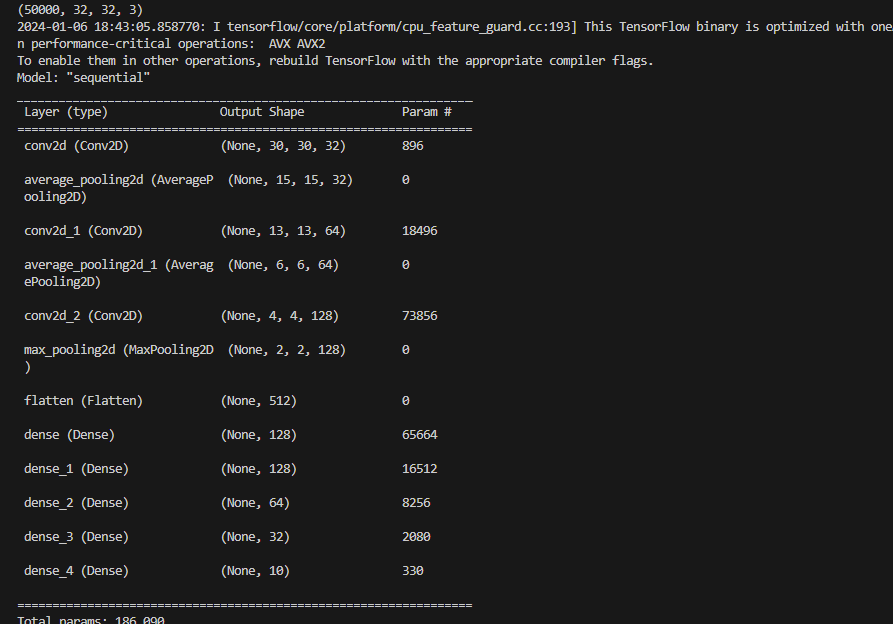 (50000, 32, 32, 3)
2024-01-06 18:43:05.858770: I tensorflow/core/platform/cpu_feature_guard.cc:193] This TensorFlow binary is optimized with one
n performance-critical operations:  AVX AVX2
To enable them in other operations, rebuild TensorFlow with the appropriate compiler flags.
Model: "sequential"
_________________________________________________________________
Layer (type)                Output Shape              Param #
=================================================================
conv2d (Conv2D)             (None, 30, 30, 32)        896
average_pooling2d (AverageP  (None, 15, 15, 32)       0
ooling2D)
conv2d_1 (Conv2D)           (None, 13, 13, 64)        18496
average_pooling2d_1 (Averag  (None, 6, 6, 64)         0
ePooling2D)
conv2d_2 (Conv2D)           (None, 4, 4, 128)         73856
max_pooling2d (MaxPooling2D  (None, 2, 2, 128)        0
)
flatten (Flatten)           (None, 512)               0
dense (Dense)               (None, 128)               65664
dense_1 (Dense)             (None, 128)               16512
dense_2 (Dense)             (None, 64)                8256
dense_3 (Dense)             (None, 32)                2080
dense_4 (Dense)             (None, 10)                330
=================================================================
Total params: 186,090